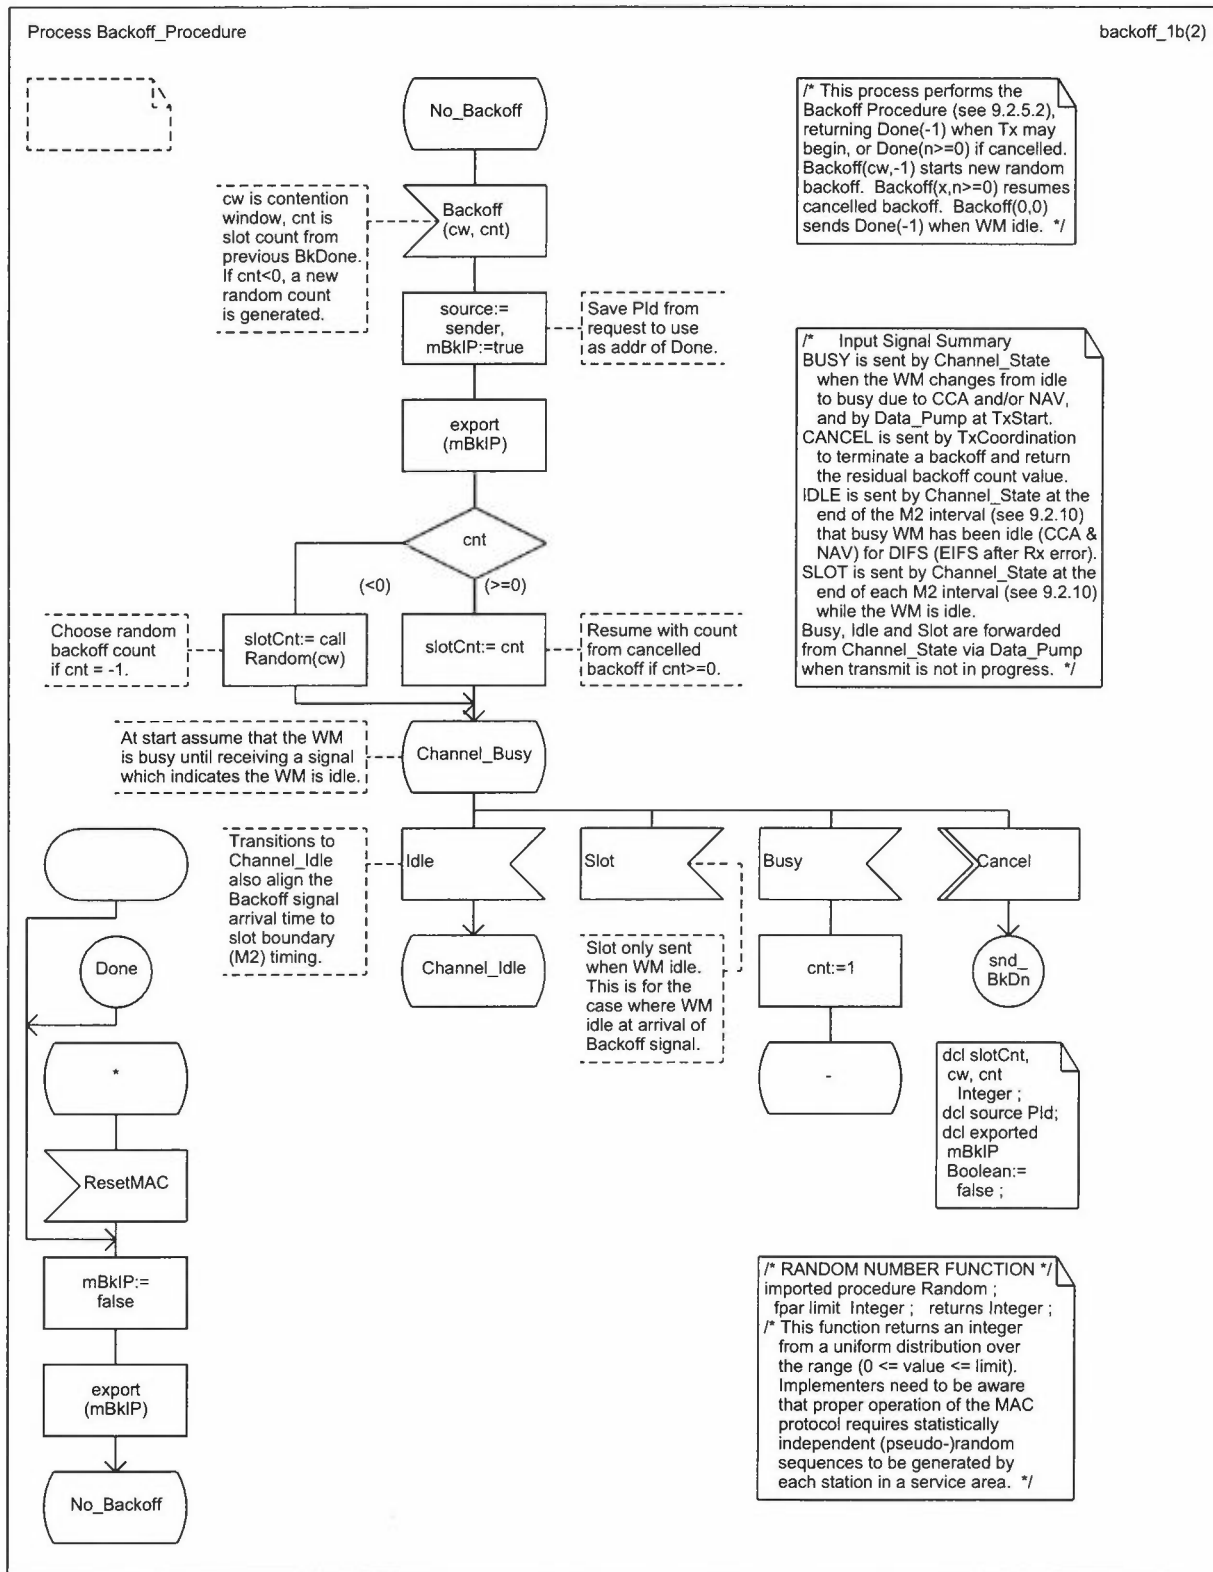 Process Backoff_Procedure
backoff_1b(2)
No_Backoff
/* This process performs the
Backoff Procedure (see 9.2.5.2),
returning Done(-1) when Tx may
begin, or Done(n>=0) if cancelled.
Backoff(cw,-1) starts new random
backoff. Backoff(x,n>=0) resumes
cancelled backoff. Backoff(0,0)
sends Done(-1) when WM idle. */
cw is contention
window, cnt is
slot count from
previous BkDone.
If cnt<0, a new
random count
is generated.
Backoff
(cw, cnt)
source:=
sender,
mBkIP:=true
Save PId from
request to use
as addr of Done.
export
(mBkIP)
/* Input Signal Summary
BUSY is sent by Channel_State
when the WM changes from idle
to busy due to CCA and/or NAV,
and by Data_Pump at TxStart.
CANCEL is sent by TxCoordination
to terminate a backoff and return
the residual backoff count value.
IDLE is sent by Channel_State at the
end of the M2 interval (see 9.2.10)
that busy WM has been idle (CCA &
NAV) for DIFS (EIFS after Rx error).
SLOT is sent by Channel_State at the
end of each M2 interval (see 9.2.10)
while the WM is idle.
Busy, Idle and Slot are forwarded
from Channel_State via Data_Pump
when transmit is not in progress. */
cnt
(<0)
(>=0)
Choose random
backoff count
if cnt = -1.
slotCnt:= call
Random(cw)
slotCnt:= cnt
Resume with count
from cancelled
backoff if cnt>=0.
At start assume that the WM
is busy until receiving a signal
which indicates the WM is idle.
Channel_Busy
Transitions to
Channel_Idle
also align the
Backoff signal
arrival time to
slot boundary
(M2) timing.
Idle
Slot
Busy
Cancel
Channel_Idle
Slot only sent
when WM idle.
This is for the
case where WM
idle at arrival of
Backoff signal.
cnt:=1
snd_
BkDn
-
Done
*
ResetMAC
mBkIP:=
false
export
(mBkIP)
No_Backoff
dcl slotCnt,
cw, cnt
Integer ;
dcl source PId;
dcl exported
mBkIP
Boolean:=
false ;
/* RANDOM NUMBER FUNCTION */
imported procedure Random ;
fpar limit Integer ; returns Integer ;
/* This function returns an integer
from a uniform distribution over
the range (0 <= value <= limit).
Implementers need to be aware
that proper operation of the MAC
protocol requires statistically
independent (pseudo-)random
sequences to be generated by
each station in a service area. */